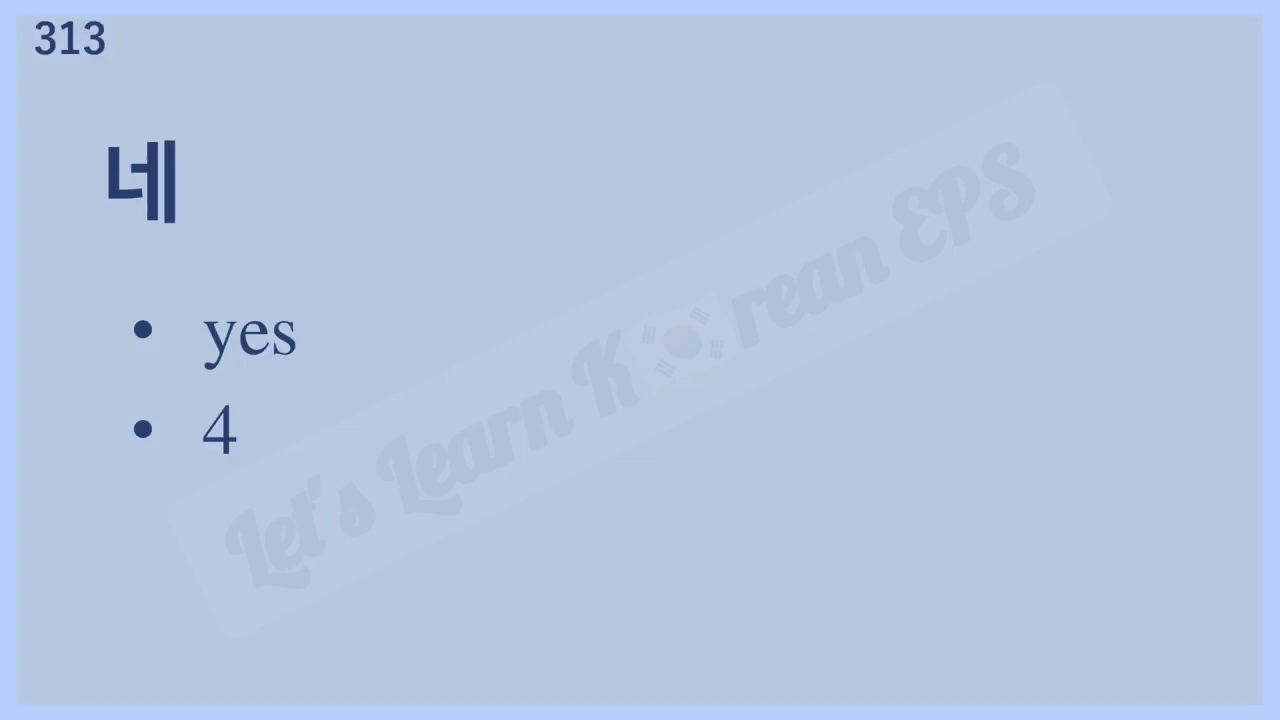 313
네
• yes
• 4
Let's Learn K🇰🇷rean EPS